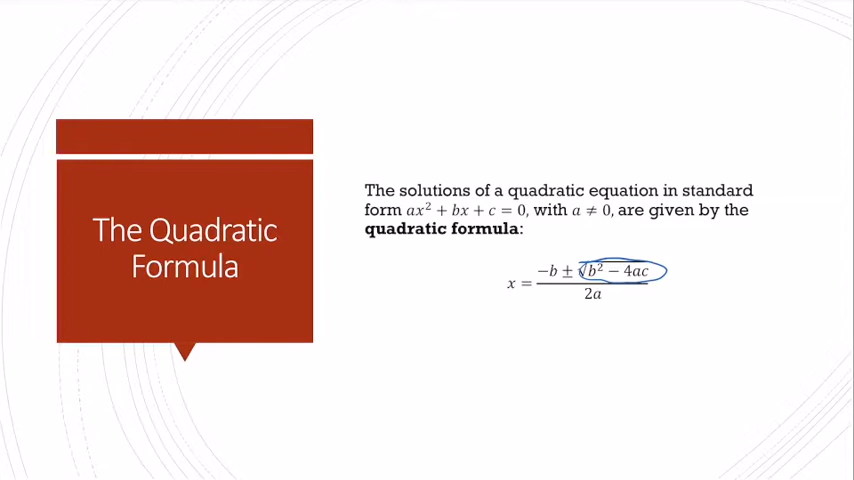 The Quadratic
Formula
The solutions of a quadratic equation in standard
form 𝑎𝑥² + 𝑏𝑥 + 𝑐 = 0, with 𝑎 ≠ 0, are given by the
quadratic formula:
𝑥 = (−𝑏 ± √(𝑏² − 4𝑎𝑐)) / 2𝑎